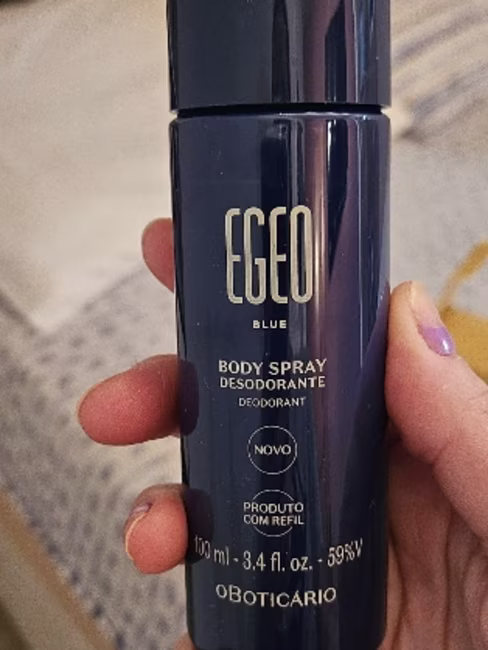 EGEO
BLUE
BODY SPRAY
DESODORANTE
DEODORANT
NOVO
PRODUTO
COM REFIL
100 ml - 3.4 fl. oz. - 59%V
oBOTICÁRIO